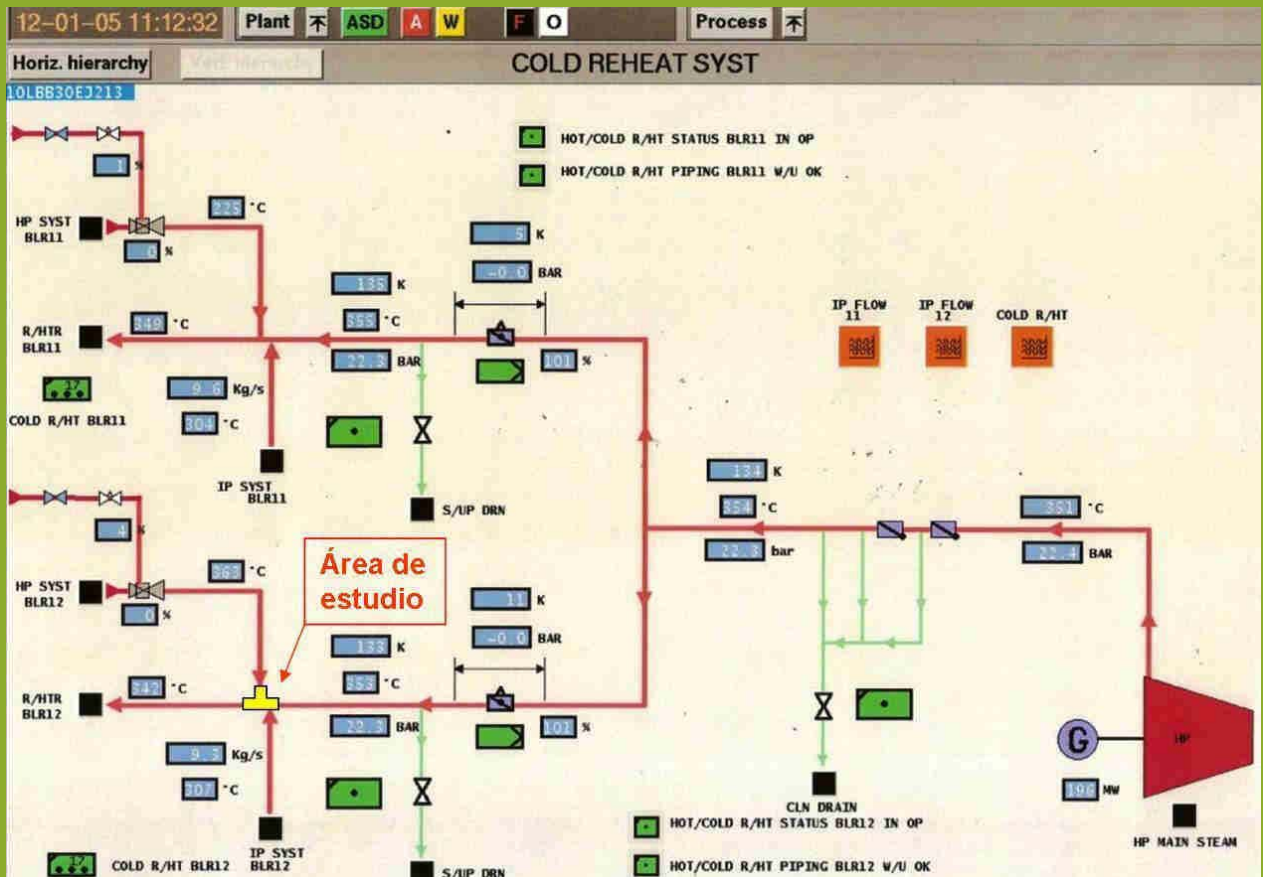 12-01-05 11:12:32
Plant
ASD
A
W
F
O
Process
Horiz. hierarchy
COLD REHEAT SYST
10LBB30EJ213
HOT/COLD R/HT STATUS BLR11 IN OP
HOT/COLD R/HT PIPING BLR11 W/U OK
1 %
HP SYST
BLR11
225 °C
0 %
5 K
-0.0 BAR
135 K
355 °C
22.3 BAR
101 %
R/HTR
BLR11
349 °C
9.6 Kg/s
304 °C
COLD R/HT BLR11
IP SYST
BLR11
S/UP DRN
IP FLOW
11
IP FLOW
12
COLD R/HT
134 K
354 °C
22.3 bar
351 °C
22.4 BAR
4 %
HP SYST
BLR12
363 °C
0 %
Área de
estudio
11 K
-0.0 BAR
133 K
353 °C
22.3 BAR
101 %
R/HTR
BLR12
342 °C
9.3 Kg/s
307 °C
IP SYST
BLR12
COLD R/HT BLR12
S/UP DRN
CLN DRAIN
G
HP
MW
HP MAIN STEAM
HOT/COLD R/HT STATUS BLR12 IN OP
HOT/COLD R/HT PIPING BLR12 W/U OK